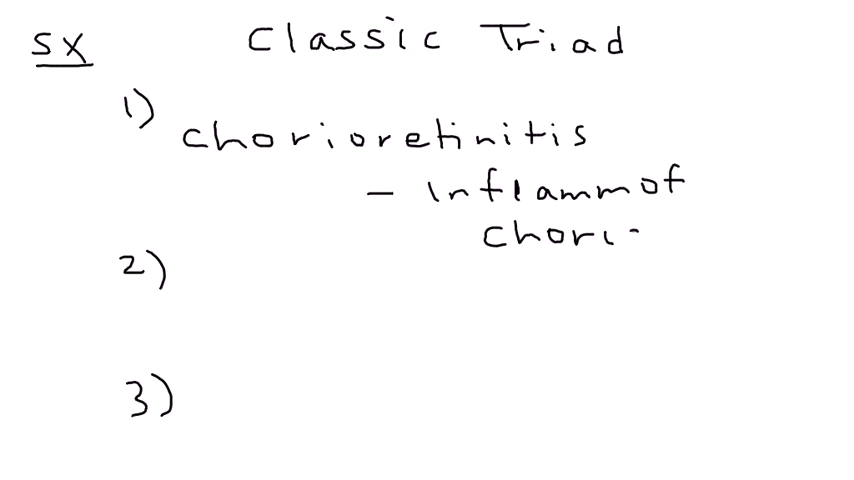 Sx Classic Triad
1)
chorioretinitis
- Inflamm of
chori
2)
3)